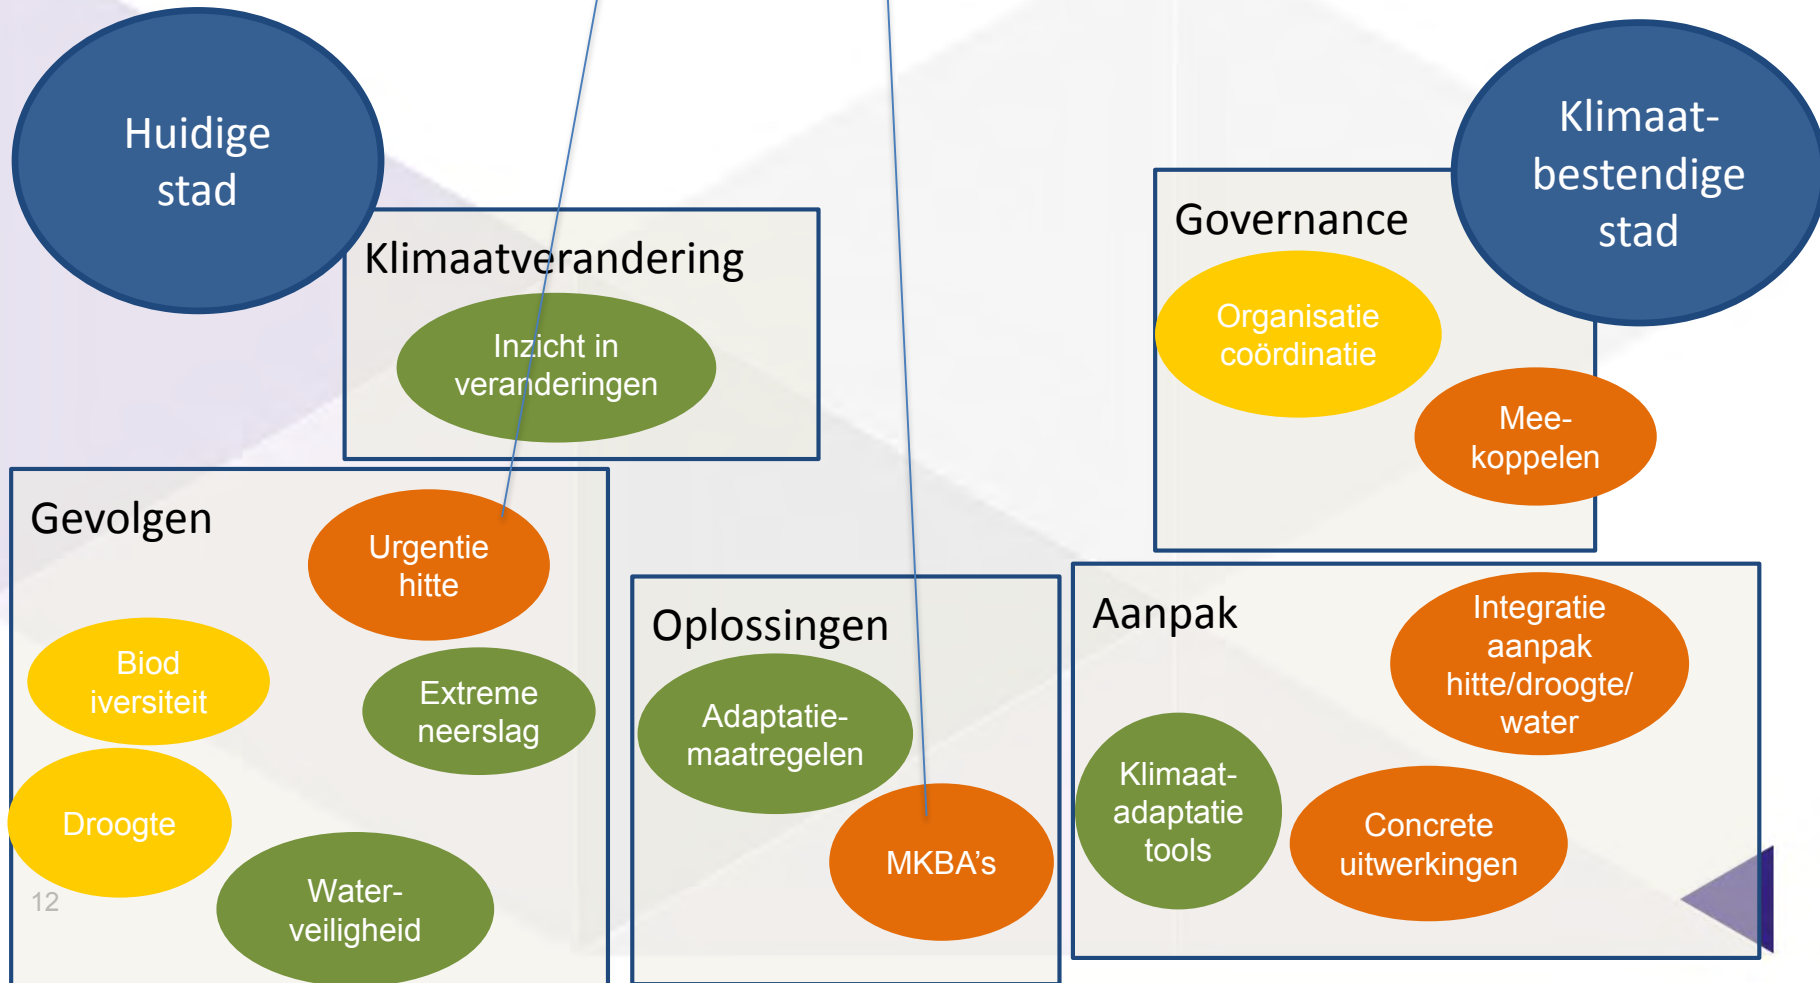 Huidige
stad
Klimaat-
bestendige
stad
Klimaatverandering
Inzicht in
veranderingen
Governance
Organisatie
coördinatie
Mee-
koppelen
Gevolgen
Urgentie
hitte
Biod
iversiteit
Extreme
neerslag
Droogte
Water-
veiligheid
Oplossingen
Adaptatie-
maatregelen
MKBA’s
Aanpak
Integratie
aanpak
hitte/droogte/
water
Klimaat-
adaptatie
tools
Concrete
uitwerkingen
12